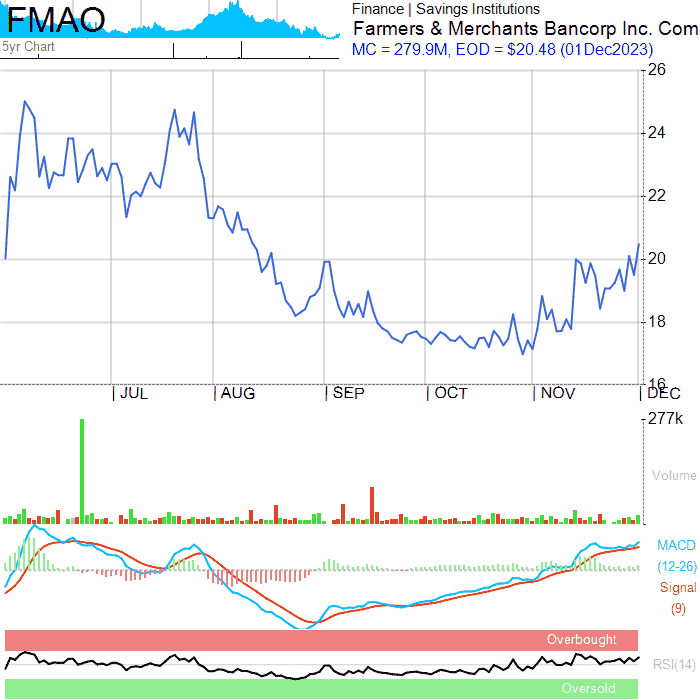 FMAO
Finance | Savings Institutions
Farmers & Merchants Bancorp Inc. Com
MC = 279.9M, EOD = $20.48 (01Dec2023)
5yr Chart
26
24
22
20
18
16
JUL AUG SEP OCT NOV DEC
277k
Volume
MACD
(12-26)
Signal
(9)
Overbought
RSI(14)
Oversold